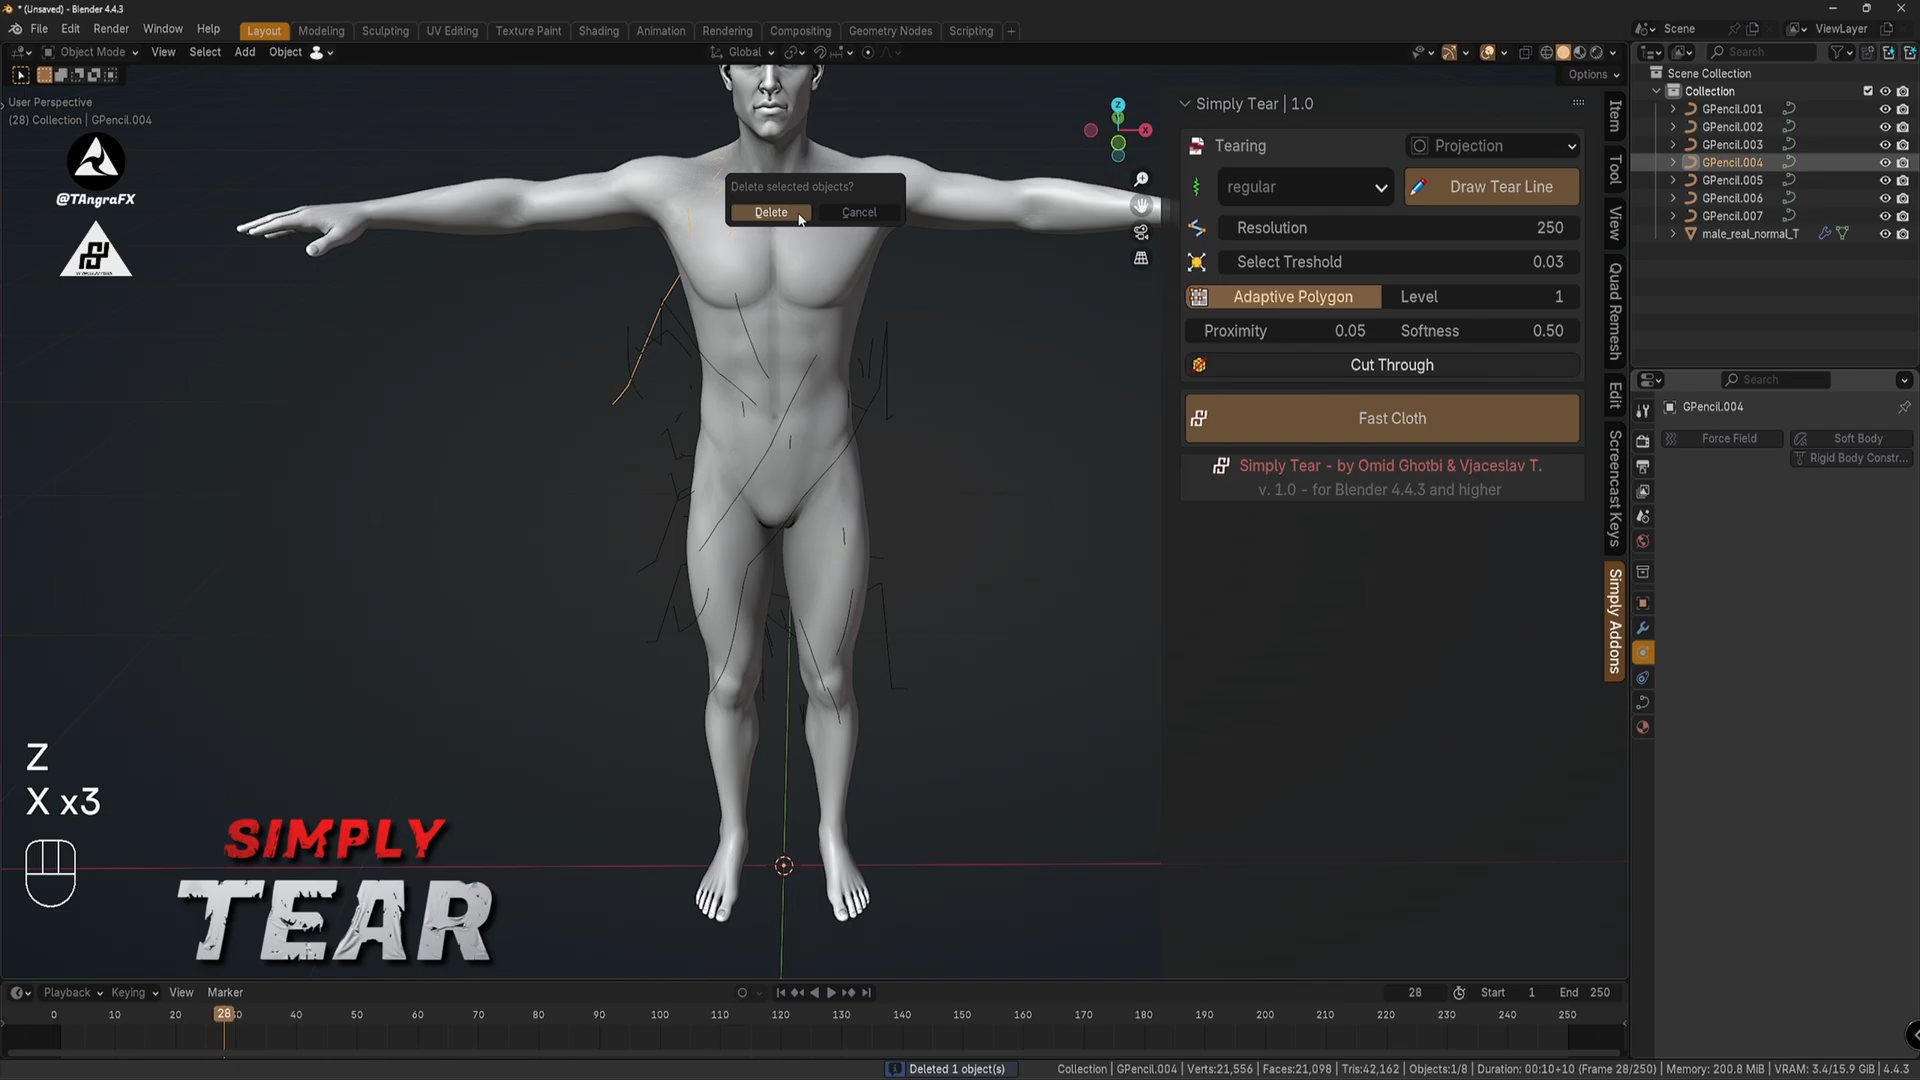 * (Unsaved) - Blender 4.4.3
File Edit Render Window Help
Layout Modeling Sculpting UV Editing Texture Paint Shading Animation Rendering Compositing Geometry Nodes Scripting +
Scene
ViewLayer
Object Mode View Select Add Object
Global
Search
Options
User Perspective
(28) Collection | GPencil.004
@TAngraFX
Z
X
Delete selected objects?
Delete Cancel
Simply Tear | 1.0
Tearing Projection
regular Draw Tear Line
Resolution 250
Select Treshold 0.03
Adaptive Polygon Level 1
Proximity 0.05 Softness 0.50
Cut Through
Fast Cloth
Simply Tear - by Omid Ghotbi & Vjaceslav T.
v. 1.0 - for Blender 4.4.3 and higher
Item
Tool
View
Quad Remesh
Edit
Screencast Keys
Simply Addons
Scene Collection
Collection
GPencil.001
GPencil.002
GPencil.003
GPencil.004
GPencil.005
GPencil.006
GPencil.007
male_real_normal_T
Search
GPencil.004
Force Field Soft Body
Rigid Body Constr...
Z
X x3
SIMPLY
TEAR
Playback Keying View Marker
28 Start 1 End 250
0 10 20 28 30 40 50 60 70 80 90 100 110 120 130 140 150 160 170 180 190 200 210 220 230 240 250
Deleted 1 object(s)
Collection | GPencil.004 | Verts:21,556 | Faces:21,098 | Tris:42,162 | Objects:1/8 | Duration: 00:10+10 (Frame 28/250) | Memory: 200.8 MiB | VRAM: 3.4/15.9 GiB | 4.4.3